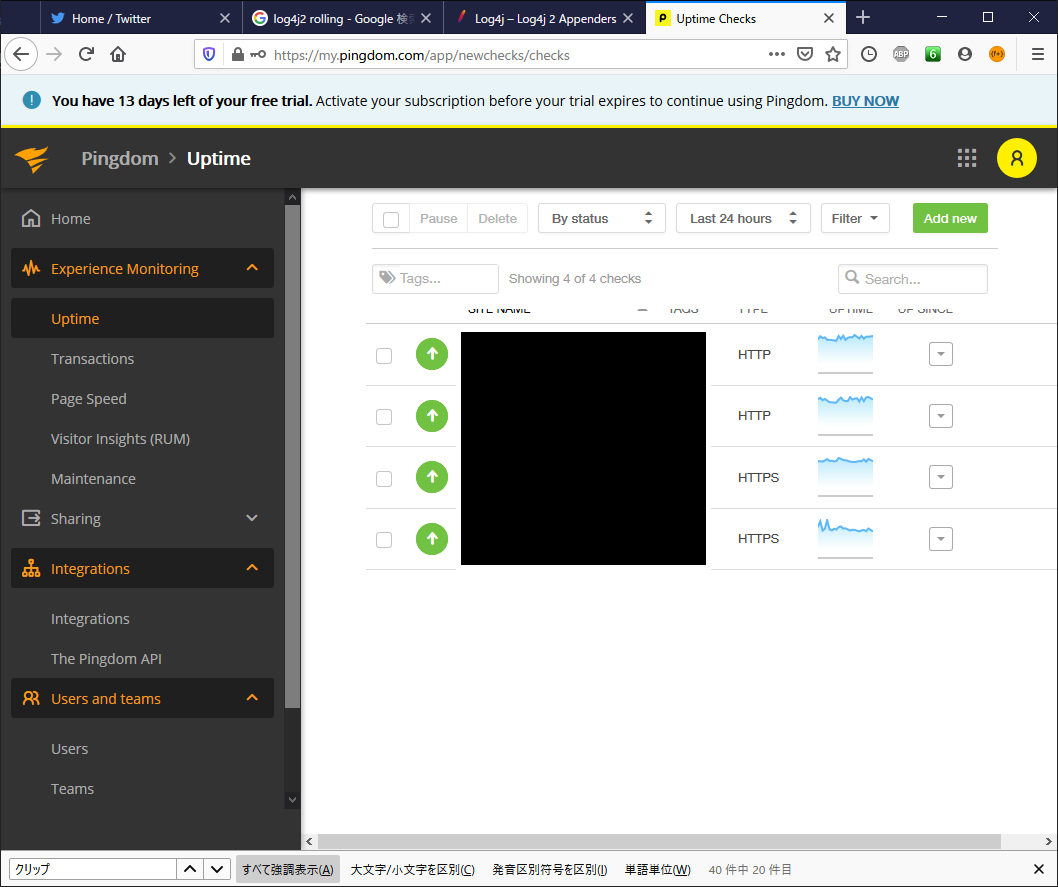 Home / Twitter
log4j2 rolling - Google 検索
Log4j – Log4j 2 Appenders
Uptime Checks
https://my.pingdom.com/app/newchecks/checks
ABP
6
You have 13 days left of your free trial. Activate your subscription before your trial expires to continue using Pingdom. BUY NOW
Pingdom > Uptime
Home
Experience Monitoring
Uptime
Transactions
Page Speed
Visitor Insights (RUM)
Maintenance
Sharing
Integrations
Integrations
The Pingdom API
Users and teams
Users
Teams
Pause
Delete
By status
Last 24 hours
Filter
Add new
Tags...
Showing 4 of 4 checks
Search...
SITE NAME
TAGS
TYPE
UPTIME
UP SINCE
HTTP
HTTP
HTTPS
HTTPS
クリップ
すべて強調表示(A)
大文字/小文字を区別(C)
発音区別符号を区別(I)
単語単位(W)
40 件中 20 件目